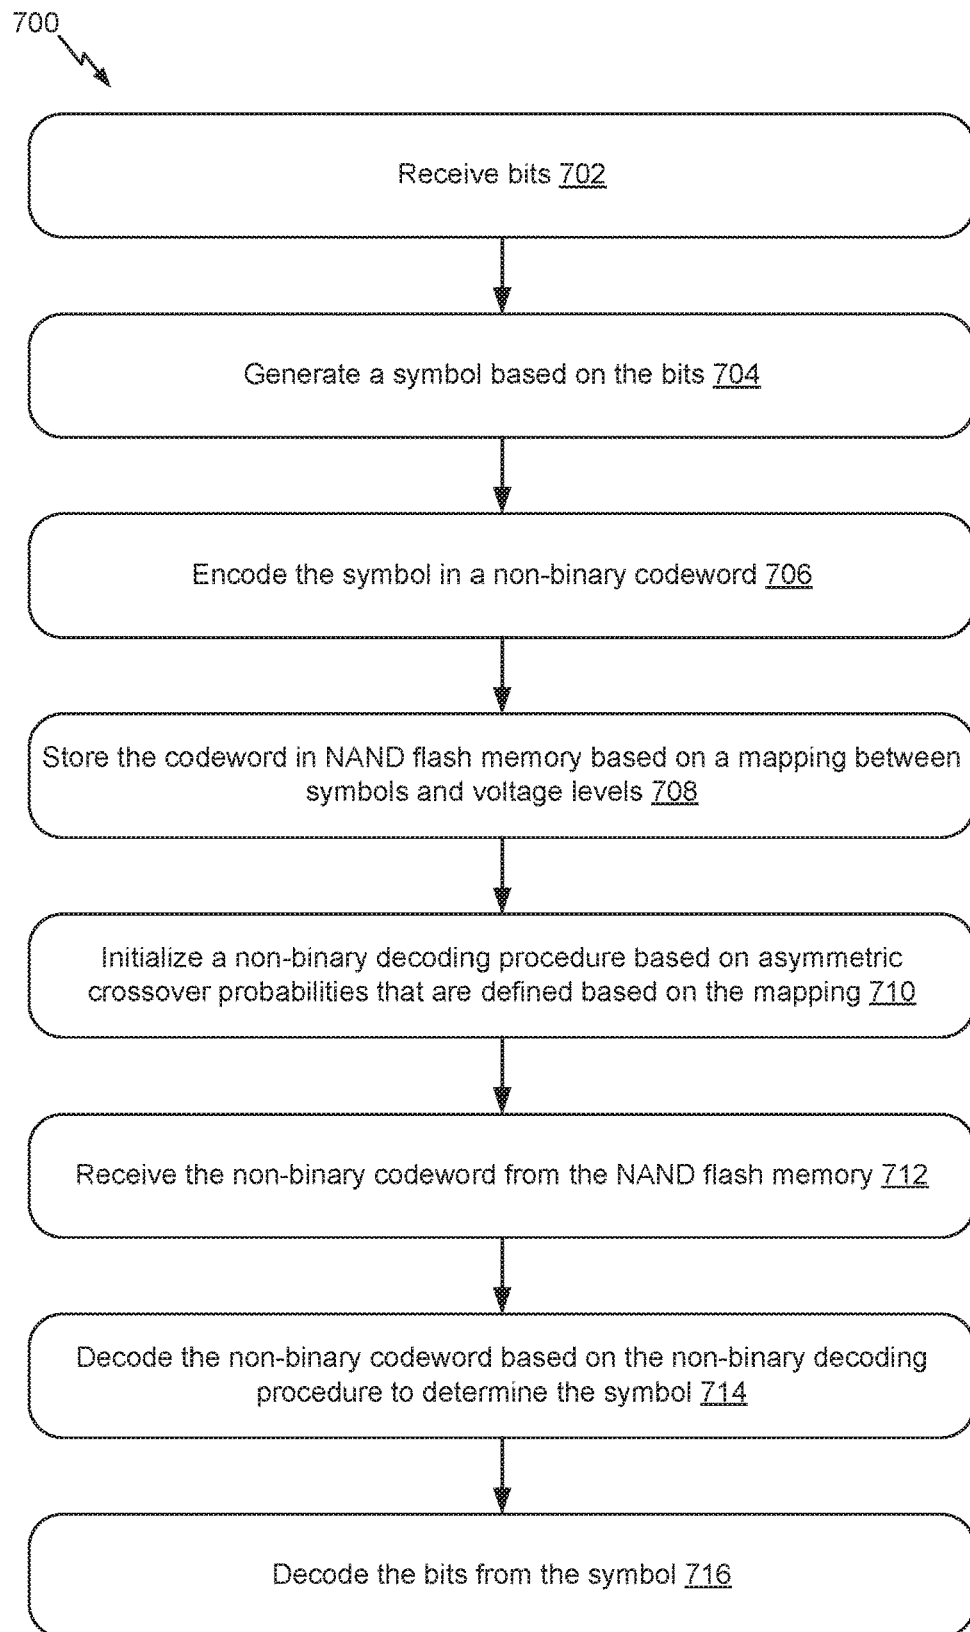 700
Receive bits 702
Generate a symbol based on the bits 704
Encode the symbol in a non-binary codeword 706
Store the codeword in NAND flash memory based on a mapping between
symbols and voltage levels 708
Initialize a non-binary decoding procedure based on asymmetric
crossover probabilities that are defined based on the mapping 710
Receive the non-binary codeword from the NAND flash memory 712
Decode the non-binary codeword based on the non-binary decoding
procedure to determine the symbol 714
Decode the bits from the symbol 716